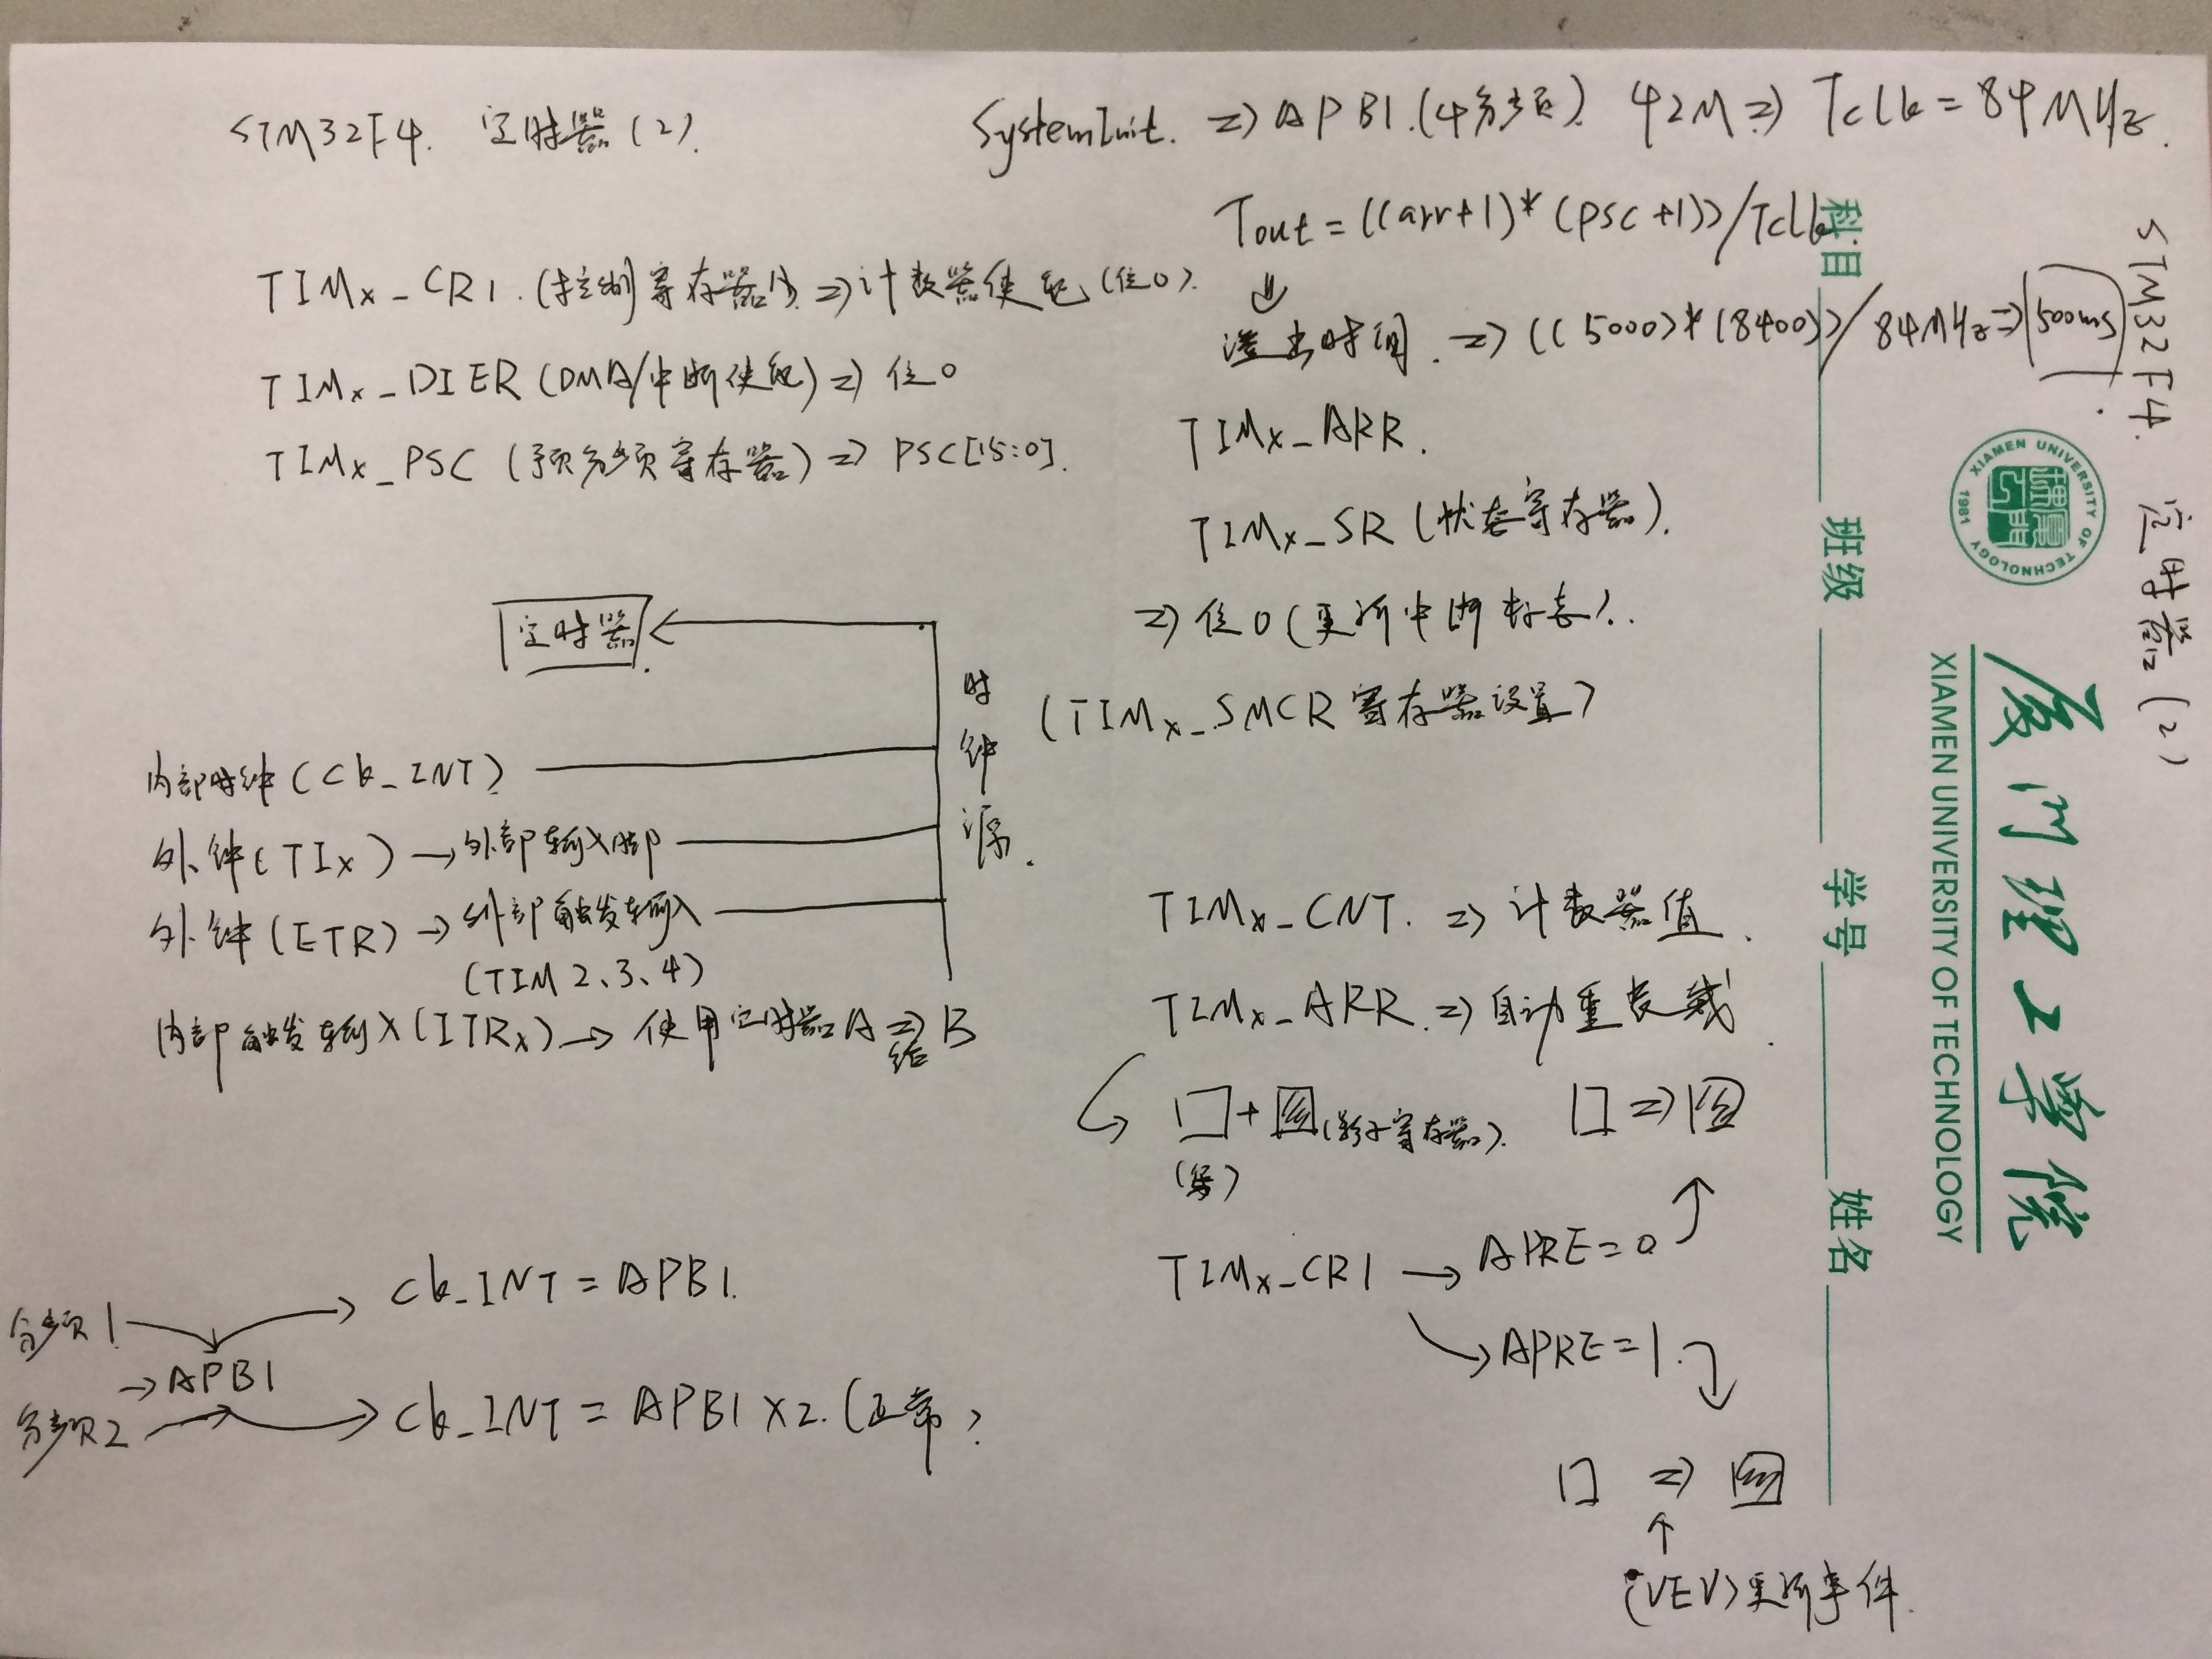 STM32F4. 定时器(2).
TIMx_CR1.(控制寄存器1) => 计数器使能(位0).
TIMx_DIER(DMA/中断使能) => 位0
TIMx_PSC(预分频寄存器) => PSC[15:0].
定时器.
时钟源.
内部时钟(Ck_INT)
外钟(TIx) → 外部输入脚
外钟(ETR) → 外部触发输入
(TIM2、3、4)
内部触发输入(ITRx) → 使用定时器A => B
给
分频1
→APB1
分频2
Ck_INT = APB1.
Ck_INT = APB1×2.(正常)
SystemInit. => APB1.(4分频). 42M => Tclk = 84MHz.
Tout = ((arr+1)*(psc+1))/Tclk.
溢出时间. => ((5000)*(8400))/84MHz => 500ms.
TIMx_ARR.
TIMx_SR(状态寄存器).
=> 位0(更新中断标志)..
(TIMx_SMCR寄存器设置)
TIMx_CNT. => 计数器值.
TIMx_ARR. => 自动重装载.
+ (影子寄存器). =>
TIMx_CR1 → APRE=0
APRE=1.
=>
↑
(VEV)更新事件.
STM32F4. 定时器(2)
科目
班级
学号
姓名
XIAMEN UNIVERSITY OF TECHNOLOGY
1981
厦门理工学院
XIAMEN UNIVERSITY OF TECHNOLOGY